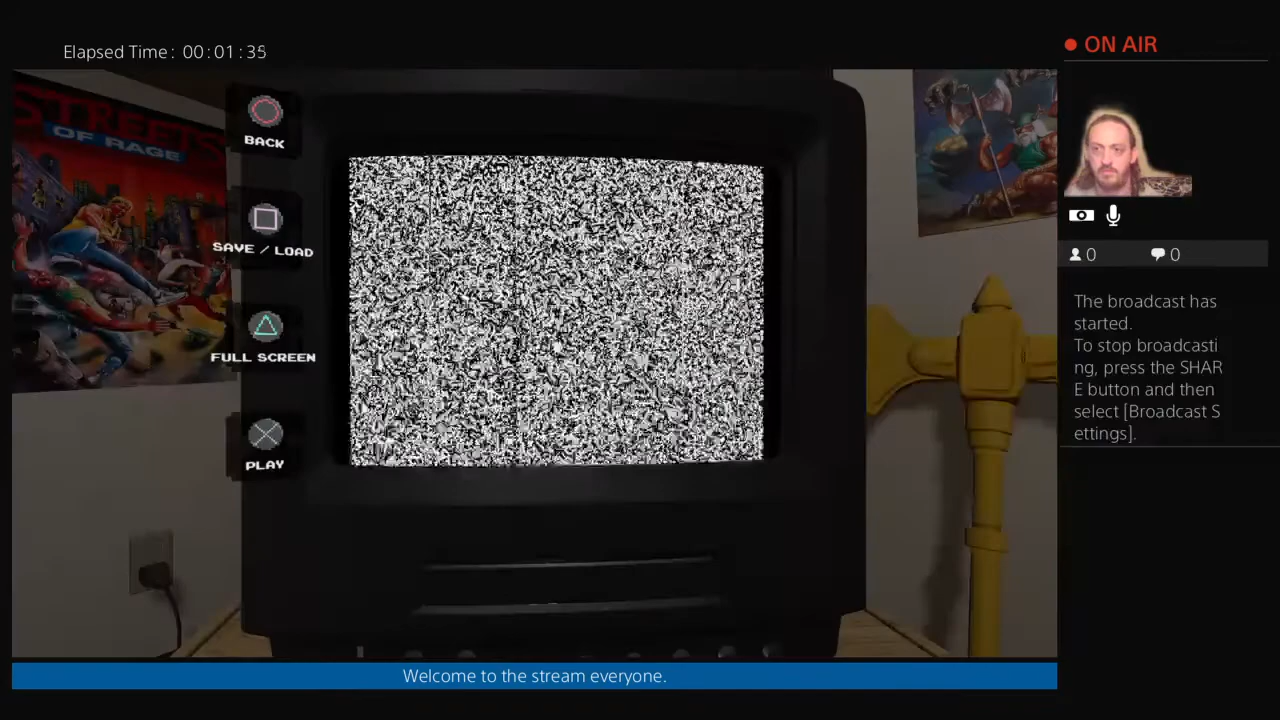 Elapsed Time: 00:01:35
ON AIR
STREETS
OF RAGE
BACK
SAVE / LOAD
FULL SCREEN
PLAY
0
0
The broadcast has
started.
To stop broadcasti
ng, press the SHAR
E button and then
select [Broadcast S
ettings].
Welcome to the stream everyone.